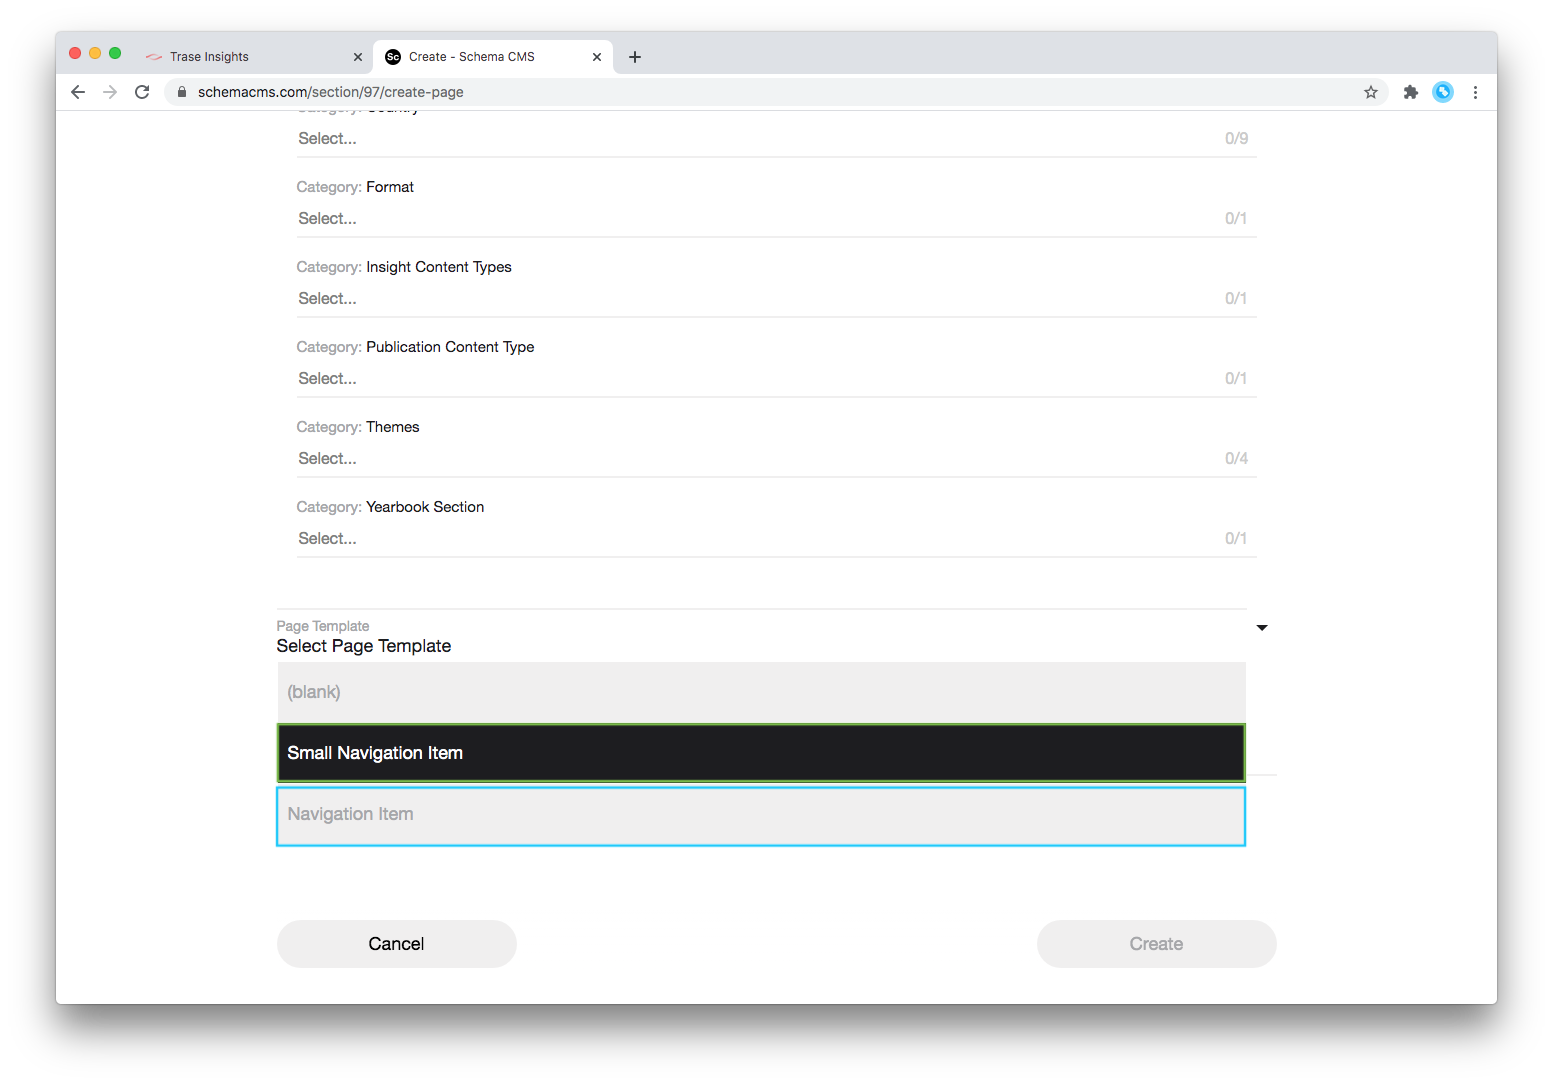 Trase Insights
Sc Create - Schema CMS
schemacms.com/section/97/create-page
Category: Country
Select... 0/9
Category: Format
Select... 0/1
Category: Insight Content Types
Select... 0/1
Category: Publication Content Type
Select... 0/1
Category: Themes
Select... 0/4
Category: Yearbook Section
Select... 0/1
Page Template
Select Page Template
(blank)
Small Navigation Item
Navigation Item
Cancel Create